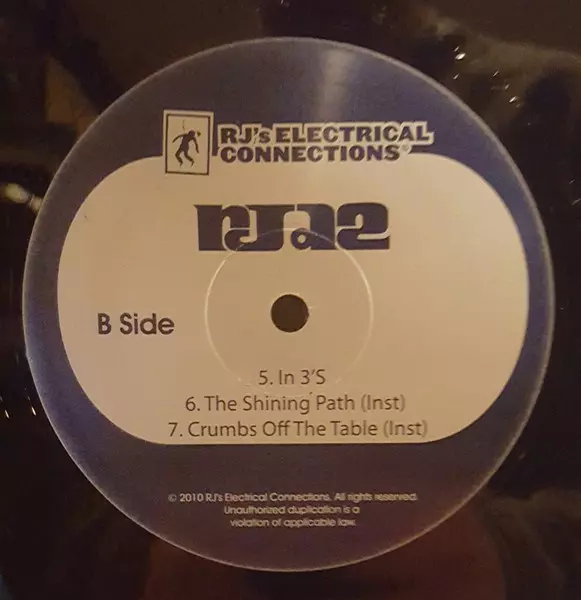 RJ's ELECTRICAL
CONNECTIONS®
RJD2
B Side
5. In 3'S
6. The Shining Path (Inst)
7. Crumbs Off The Table (Inst)
© 2010 RJ's Electrical Connections. All rights reserved.
Unauthorized duplication is a
violation of applicable law.